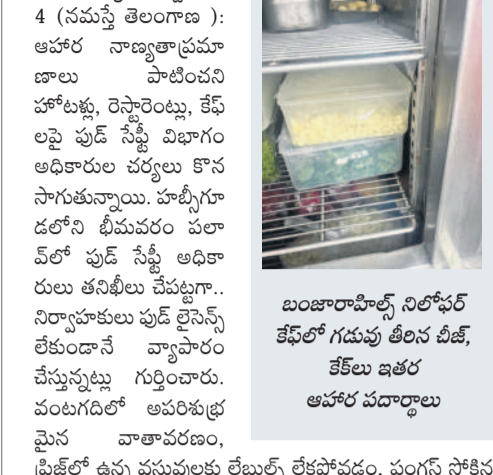 4 (నమస్తే తెలంగాణ ):
ఆహార నాణ్యతాప్రమా
ణాలు పాటించని
హోటళ్లు, రెస్టారెంట్లు, కేఫ్
లపై ఫుడ్ సేఫ్టీ విభాగం
అధికారుల చర్యలు కొన
సాగుతున్నాయి. హబ్సీగూ
డలోని భీమవరం పలా
వ్‌లో ఫుడ్ సేఫ్టీ అధికా
రులు తనిఖీలు చేపట్టగా..
నిర్వాహకులు ఫుడ్ లైసెన్స్
లేకుండానే వ్యాపారం
చేస్తున్నట్లు గుర్తించారు.
వంటగదిలో అపరిశుభ్ర
మైన వాతావరణం,
ఫ్రిజ్‌లో ఉన్న వస్తువులకు లేబుల్స్ లేకపోవడం, ఫంగస్ సోకిన
బంజారాహిల్స్ నిలోఫర్
కేఫ్‌లో గడువు తీరిన చీజ్,
కేక్‌లు ఇతర
ఆహార పదార్థాలు